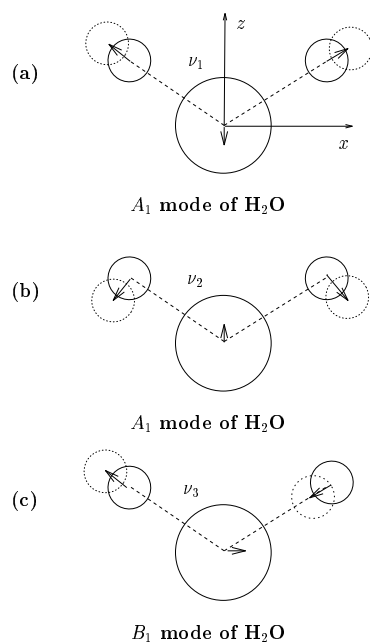 z
(a)
ν₁
x
A₁ mode of H₂O
(b)
ν₂
A₁ mode of H₂O
(c)
ν₃
B₁ mode of H₂O